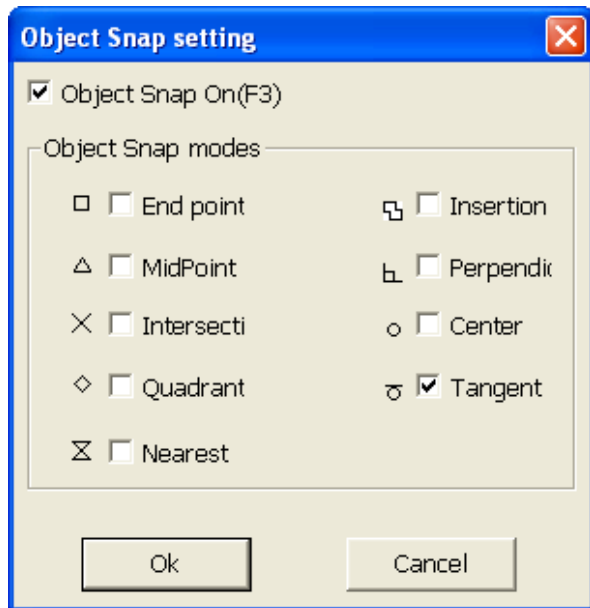 Object Snap setting
Object Snap On(F3)
Object Snap modes
End point
Insertion
MidPoint
Perpendic
Intersecti
Center
Quadrant
Tangent
Nearest
Ok
Cancel